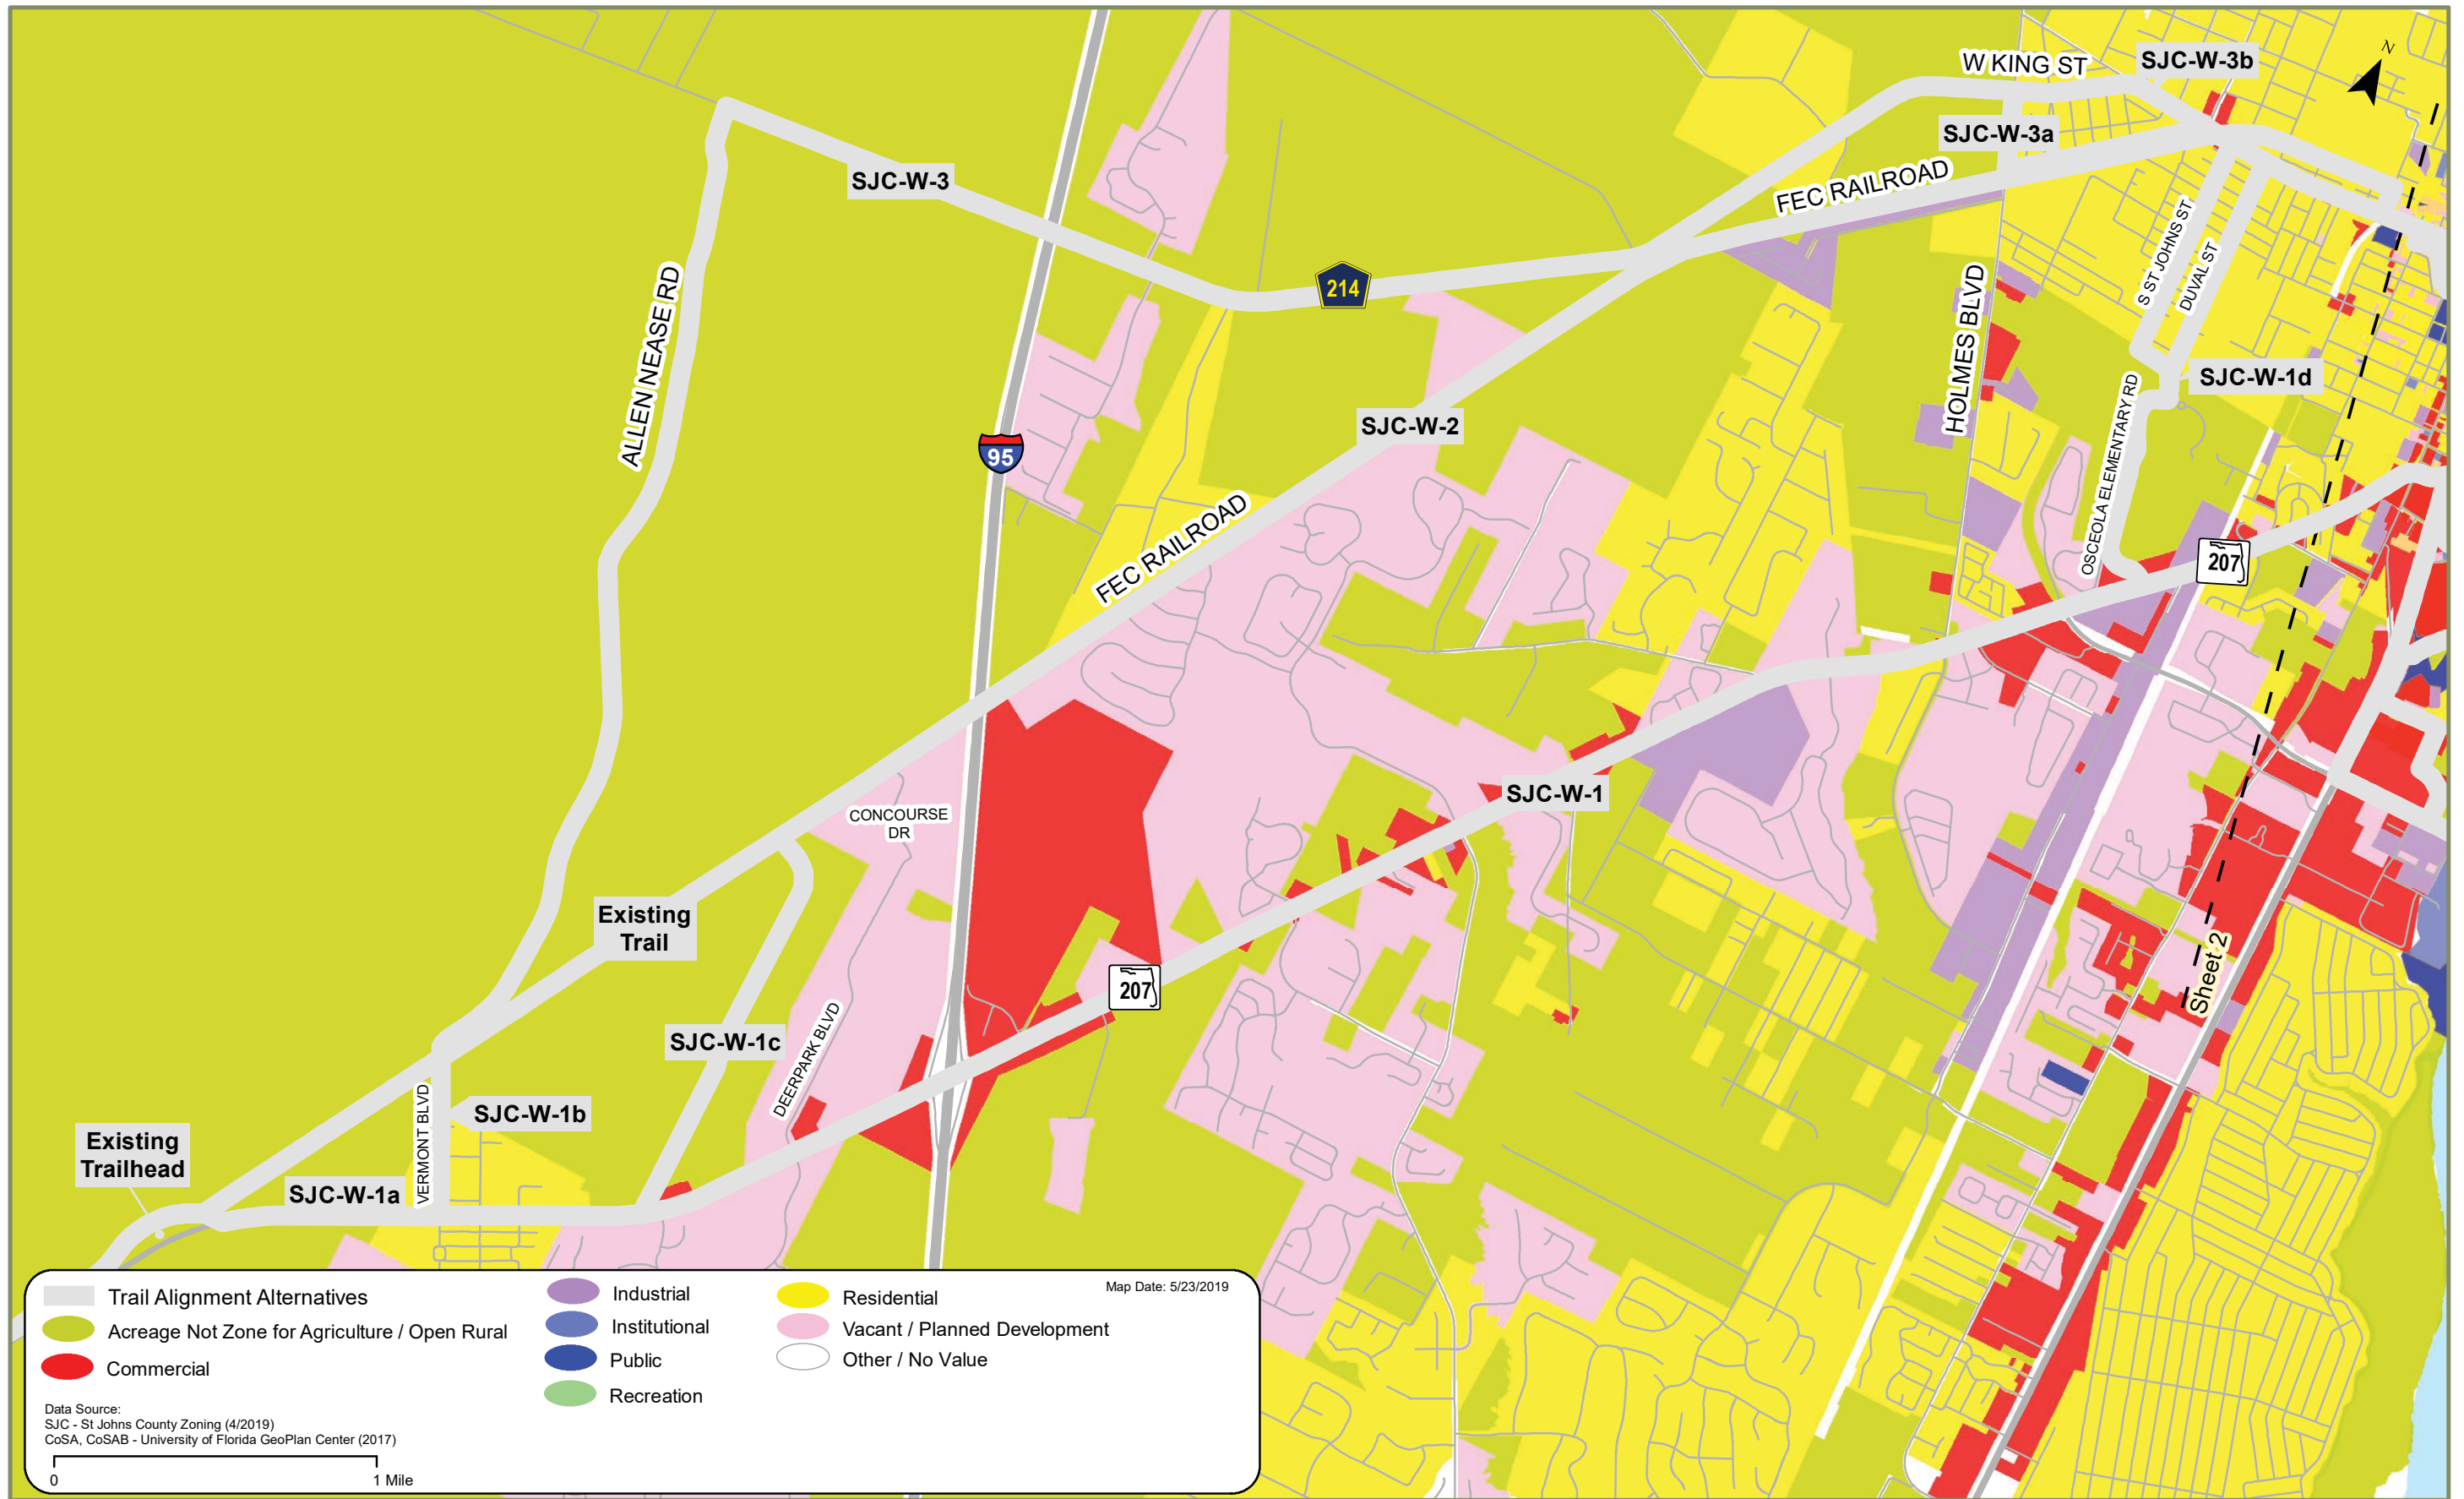 W KING ST
SJC-W-3b
N
SJC-W-3a
SJC-W-3
FEC RAILROAD
S ST JOHNS ST
DUVAL ST
214
ALLEN NEASE RD
HOLMES BLVD
SJC-W-1d
SJC-W-2
95
OSCEOLA ELEMENTARY RD
FEC RAILROAD
207
SJC-W-1
CONCOURSE
DR
Existing
Trail
207
Sheet 2
SJC-W-1c
DEERPARK BLVD
VERMONT BLVD
SJC-W-1b
Existing
Trailhead
SJC-W-1a
Trail Alignment Alternatives
Acreage Not Zone for Agriculture / Open Rural
Commercial
Industrial
Institutional
Public
Recreation
Residential
Vacant / Planned Development
Other / No Value
Map Date: 5/23/2019
Data Source:
SJC - St Johns County Zoning (4/2019)
CoSA, CoSAB - University of Florida GeoPlan Center (2017)
0
1 Mile